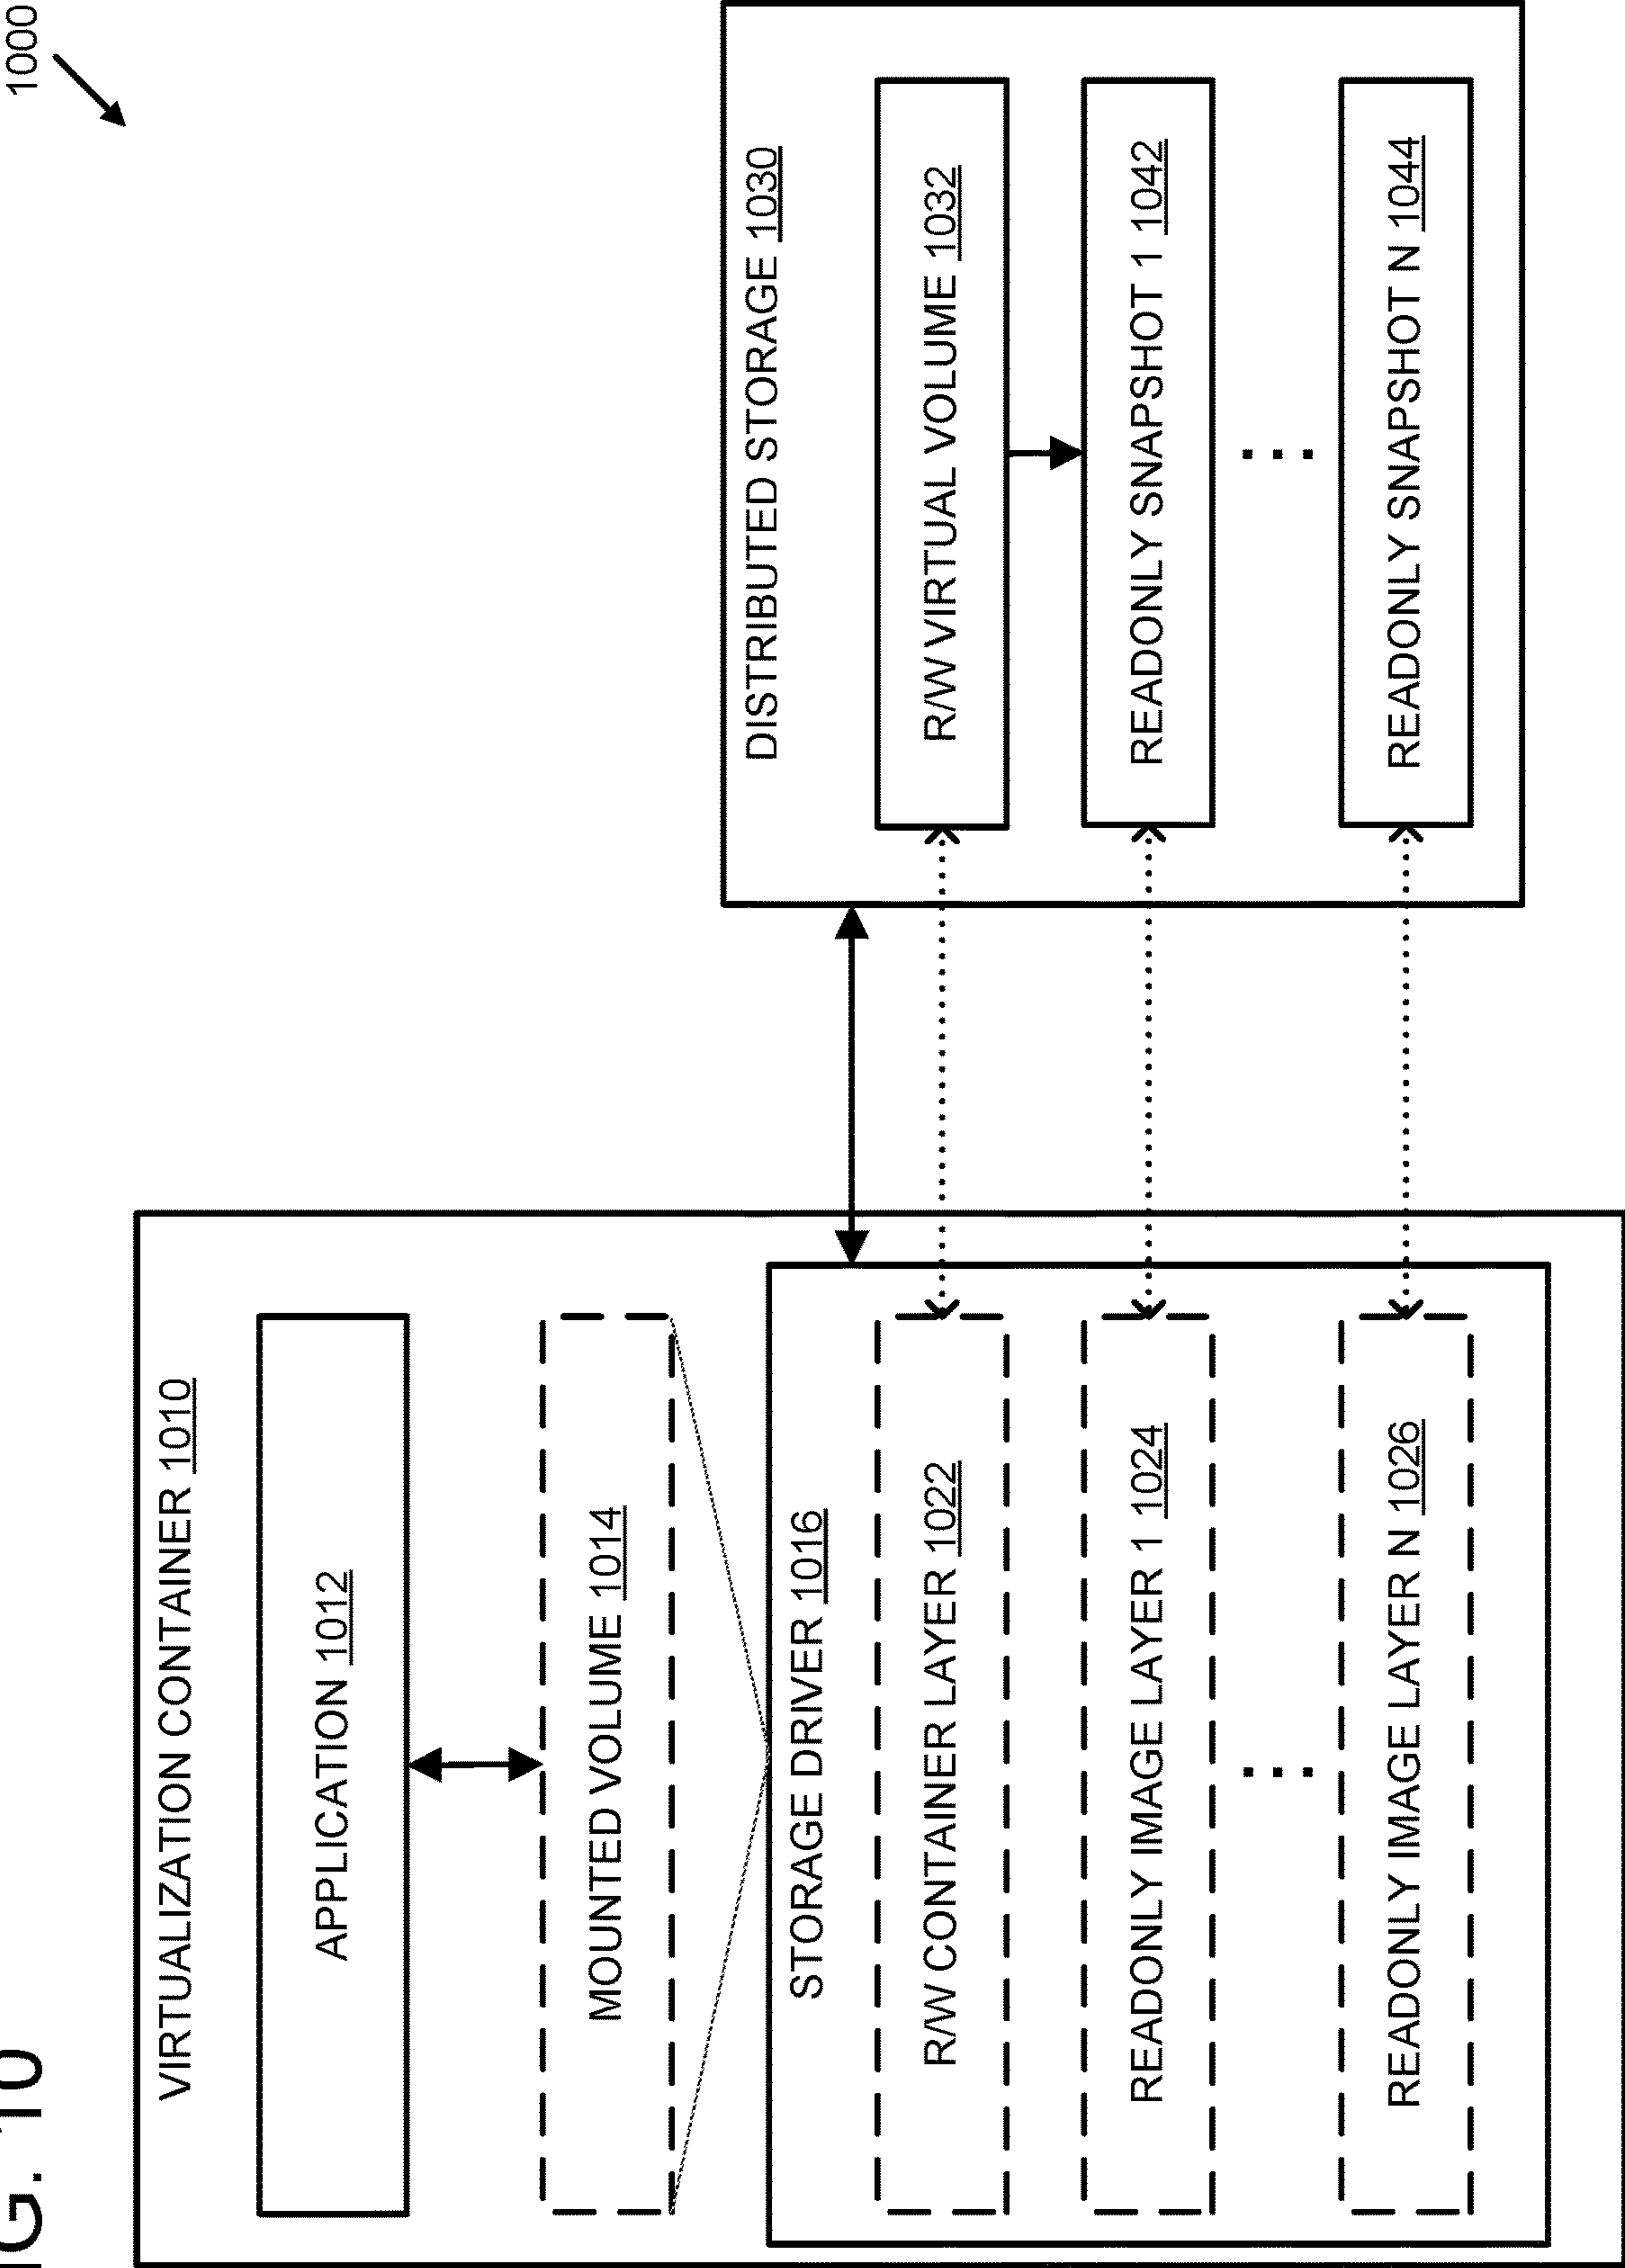 IG. 10
1000
VIRTUALIZATION CONTAINER 1010
APPLICATION 1012
MOUNTED VOLUME 1014
STORAGE DRIVER 1016
R/W CONTAINER LAYER 1022
READONLY IMAGE LAYER 1 1024
...
READONLY IMAGE LAYER N 1026
DISTRIBUTED STORAGE 1030
R/W VIRTUAL VOLUME 1032
READONLY SNAPSHOT 1 1042
...
READONLY SNAPSHOT N 1044